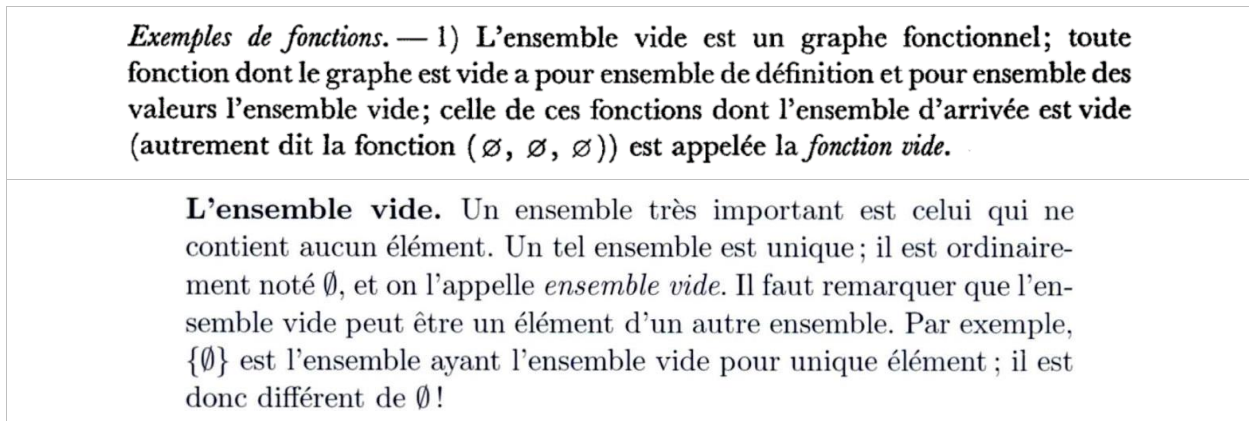 Exemples de fonctions. — 1) L’ensemble vide est un graphe fonctionnel; toute
fonction dont le graphe est vide a pour ensemble de définition et pour ensemble des
valeurs l’ensemble vide; celle de ces fonctions dont l’ensemble d’arrivée est vide
(autrement dit la fonction (∅, ∅, ∅)) est appelée la fonction vide.
L’ensemble vide. Un ensemble très important est celui qui ne
contient aucun élément. Un tel ensemble est unique ; il est ordinaire-
ment noté ∅, et on l’appelle ensemble vide. Il faut remarquer que l’en-
semble vide peut être un élément d’un autre ensemble. Par exemple,
{∅} est l’ensemble ayant l’ensemble vide pour unique élément ; il est
donc différent de ∅ !